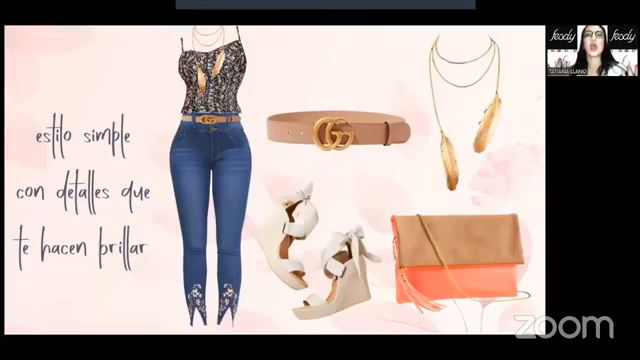 estilo simple
con detalles que
te hacen brillar
feody feody
TATIANA LLANO
zoom